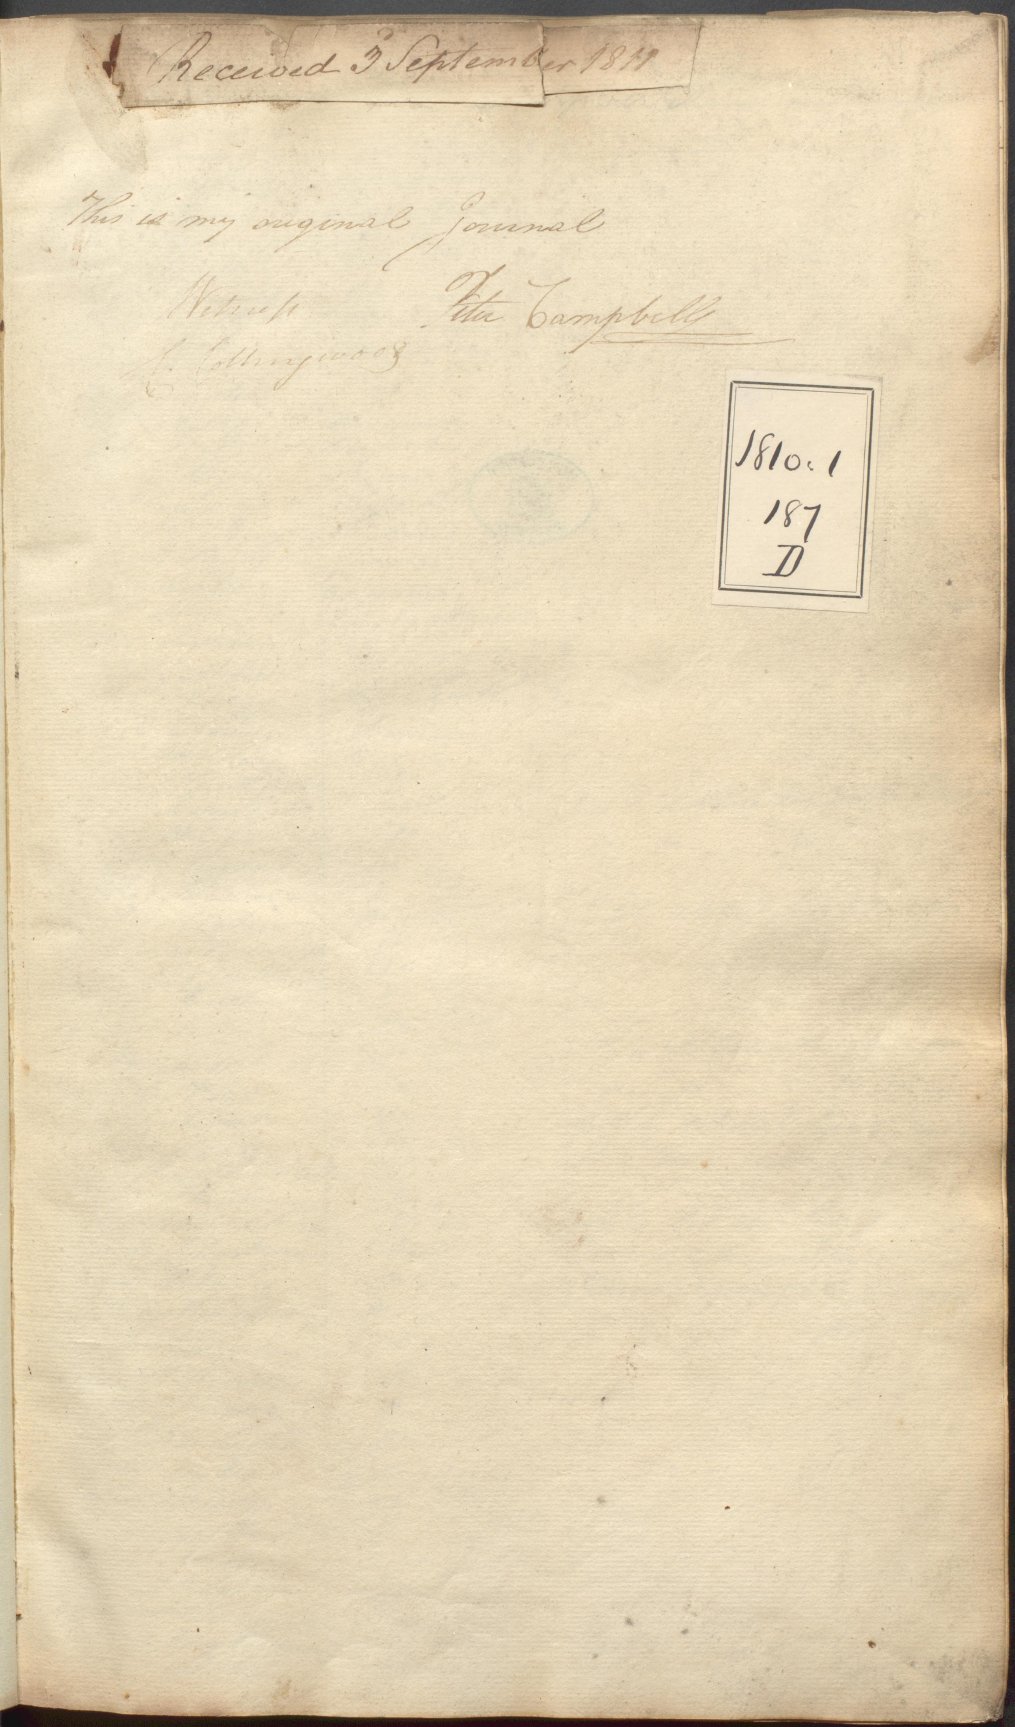 Received 3 September 1811
This is my original Journal
Witness Peter Campbell
C. Collingwood
1810.1
187
D